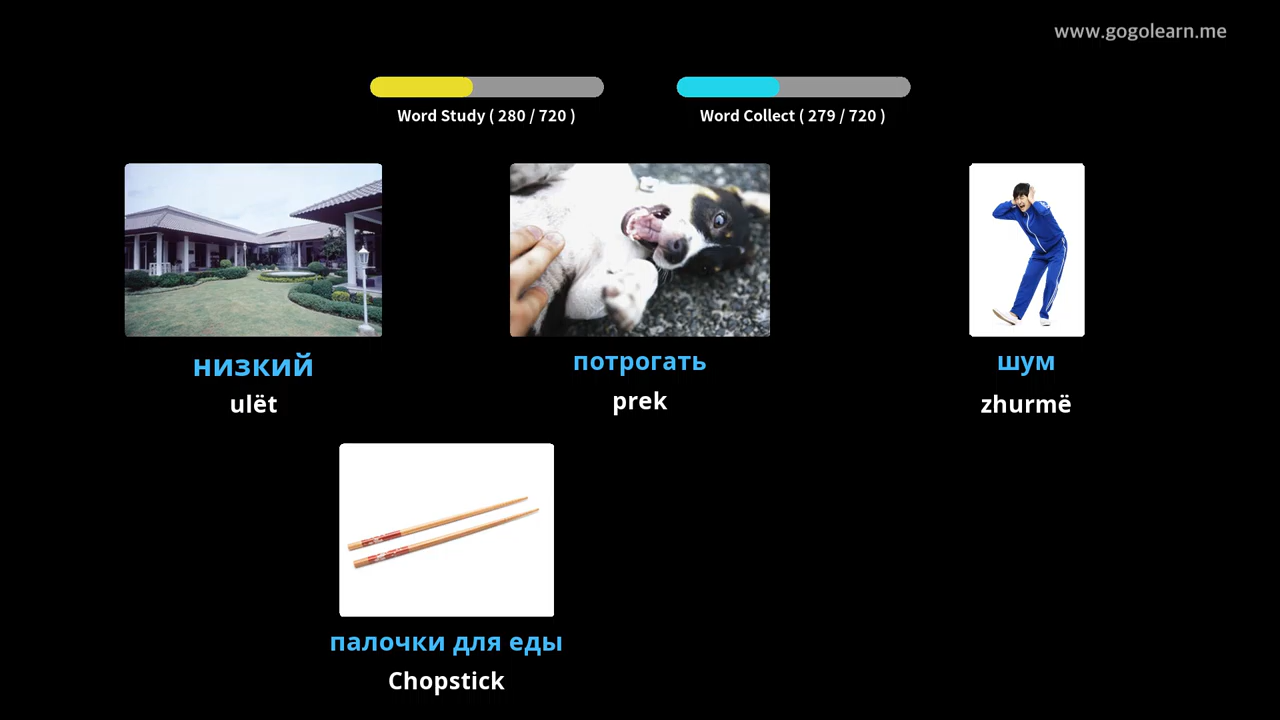 www.gogolearn.me
Word Study ( 280 / 720 )
Word Collect ( 279 / 720 )
низкий
ulët
потрогать
prek
шум
zhurmë
палочки для еды
Chopstick